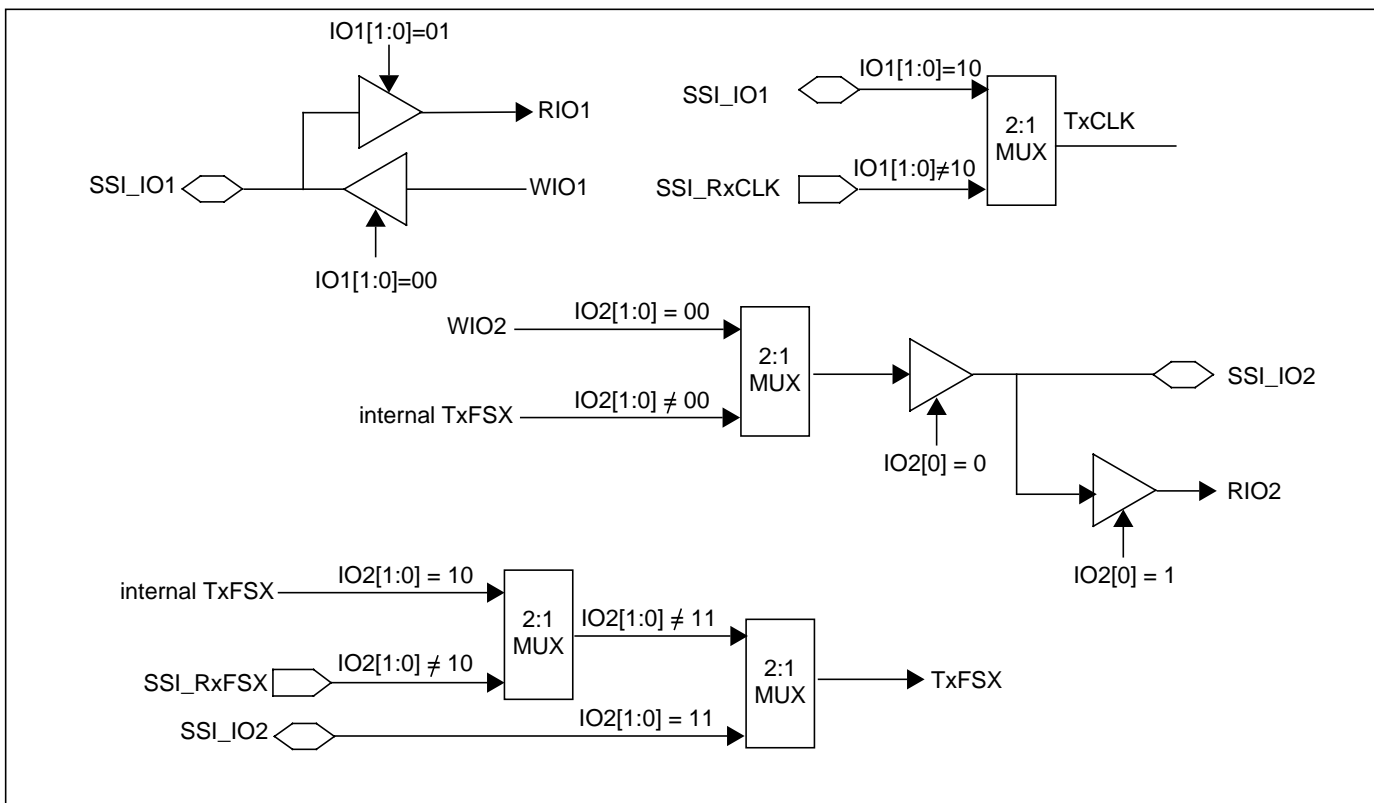 IO1[1:0]=01
RIO1
SSI_IO1
WIO1
IO1[1:0]=00
SSI_IO1
IO1[1:0]=10
2:1
MUX
TxCLK
SSI_RxCLK
IO1[1:0]≠10
WIO2
IO2[1:0] = 00
2:1
MUX
internal TxFSX
IO2[1:0] ≠ 00
SSI_IO2
IO2[0] = 0
RIO2
IO2[0] = 1
internal TxFSX
IO2[1:0] = 10
2:1
MUX
IO2[1:0] ≠ 11
SSI_RxFSX
IO2[1:0] ≠ 10
2:1
MUX
TxFSX
SSI_IO2
IO2[1:0] = 11